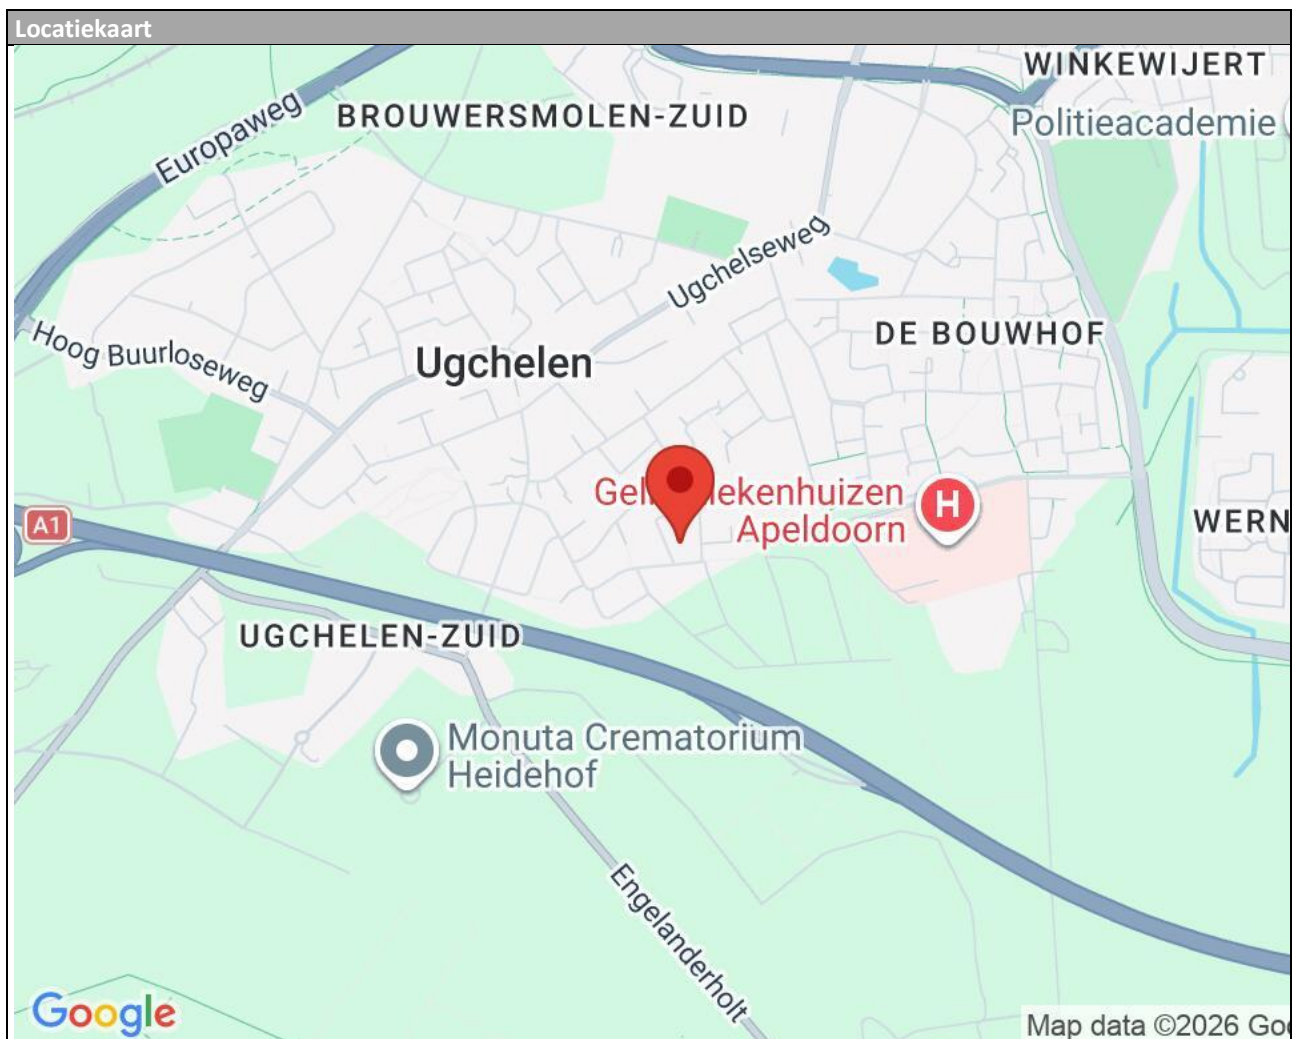 Locatiekaart
WINKEWIJERT
Politieacademie
BROUWERSMOLEN-ZUID
Europaweg
Ugchelseweg
DE BOUWHOF
Hoog Buurloseweg
Ugchelen
Apeldoorn
H
A1
WERN
UGCHELEN-ZUID
Monuta Crematorium
Heidehof
Engelanderholt
Google
Map data ©2026 Goo